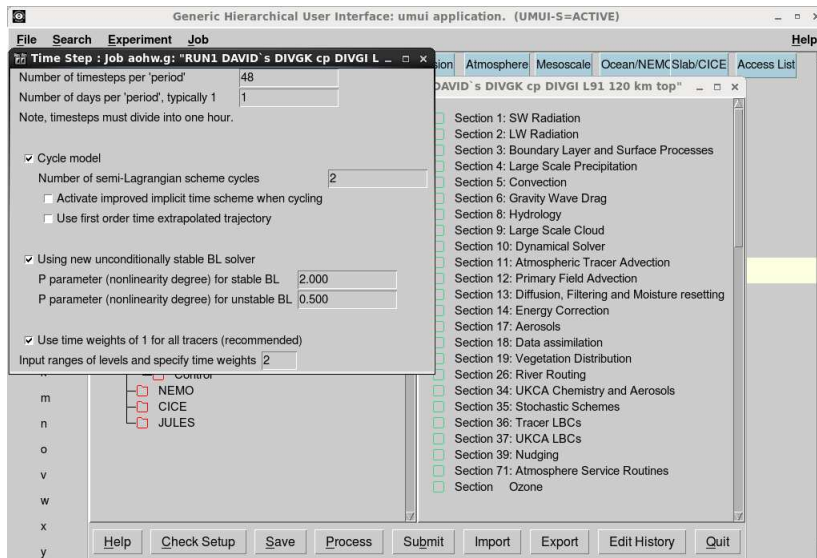 Generic Hierarchical User Interface: umui application. (UMUI-S=ACTIVE)
File Search Experiment Job Help
Time Step : Job aohw.g: "RUN1 DAVID`s DIVGK cp DIVGI L
Atmosphere Mesoscale Ocean/NEMO Slab/CICE Access List
DAVID`s DIVGK cp DIVGI L91 120 km top"
Number of timesteps per 'period' 48
Number of days per 'period', typically 1 1
Note, timesteps must divide into one hour.
Cycle model
Number of semi-Lagrangian scheme cycles 2
Activate improved implicit time scheme when cycling
Use first order time extrapolated trajectory
Using new unconditionally stable BL solver
P parameter (nonlinearity degree) for stable BL 2.000
P parameter (nonlinearity degree) for unstable BL 0.500
Use time weights of 1 for all tracers (recommended)
Input ranges of levels and specify time weights 2
Control
NEMO
CICE
JULES
m
n
o
v
w
x
y
Section 1: SW Radiation
Section 2: LW Radiation
Section 3: Boundary Layer and Surface Processes
Section 4: Large Scale Precipitation
Section 5: Convection
Section 6: Gravity Wave Drag
Section 8: Hydrology
Section 9: Large Scale Cloud
Section 10: Dynamical Solver
Section 11: Atmospheric Tracer Advection
Section 12: Primary Field Advection
Section 13: Diffusion, Filtering and Moisture resetting
Section 14: Energy Correction
Section 17: Aerosols
Section 18: Data assimilation
Section 19: Vegetation Distribution
Section 26: River Routing
Section 34: UKCA Chemistry and Aerosols
Section 35: Stochastic Schemes
Section 36: Tracer LBCs
Section 37: UKCA LBCs
Section 39: Nudging
Section 71: Atmosphere Service Routines
Section Ozone
Help Check Setup Save Process Submit Import Export Edit History Quit